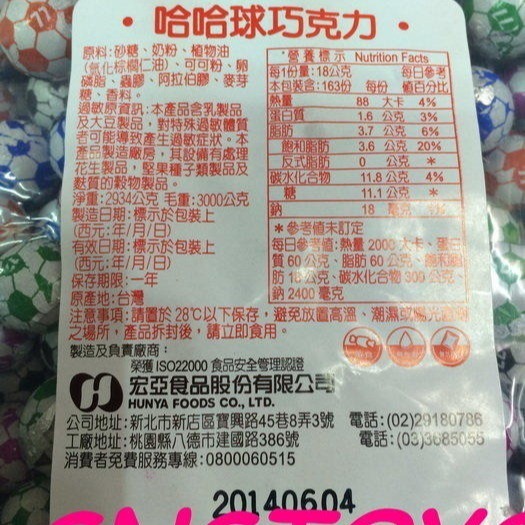 •哈哈球巧克力•
原料:砂糖、奶粉、植物油
(氫化棕櫚仁油)、可可粉、卵
磷脂、蟲膠、阿拉伯膠、麥芽
糖、香料。
過敏原資訊:本產品含乳製品
及大豆製品，對特殊過敏體質
者可能導致產生過敏症狀。本
產品製造廠房，其設備有處理
花生製品，堅果種子類製品及
麩質的穀物製品。
淨重:2934公克 毛重:3000公克
製造日期:標示於包裝上
(西元:年/月/日)
有效日期:標示於包裝上
(西元:年/月/日)
保存期限:一年
原產地:台灣
營養標示 Nutrition Facts
每1份量:18公克 每日參考
本包裝含:163份 每份 值百分比
熱量 88 大卡 4%
蛋白質 1.6 公克 3%
脂肪 3.7 公克 6%
飽和脂肪 3.6 公克 20%
反式脂肪 0 公克 *
碳水化合物 11.8 公克 4%
糖 11.1 公克 *
鈉 18 毫克 1%
*參考值未訂定
每日參考值:熱量 2000 大卡、蛋白
質 60 公克、脂肪 60 公克、飽和脂
肪 18 公克、碳水化合物 300 公克、
鈉 2400 毫克
注意事項:請置於 28℃以下保存，避免放置高溫、潮濕或陽光直射
之場所，產品拆封後，請立即食用。
製造及負責廠商:
榮獲 ISO22000 食品安全管理認證
宏亞食品股份有限公司
HUNYA FOODS CO., LTD.
公司地址:新北市新店區寶興路45巷8弄3號 電話:(02)29180786
工廠地址:桃園縣八德市建國路386號 電話:(03)3685055
消費者免費服務專線:0800060515
20140604